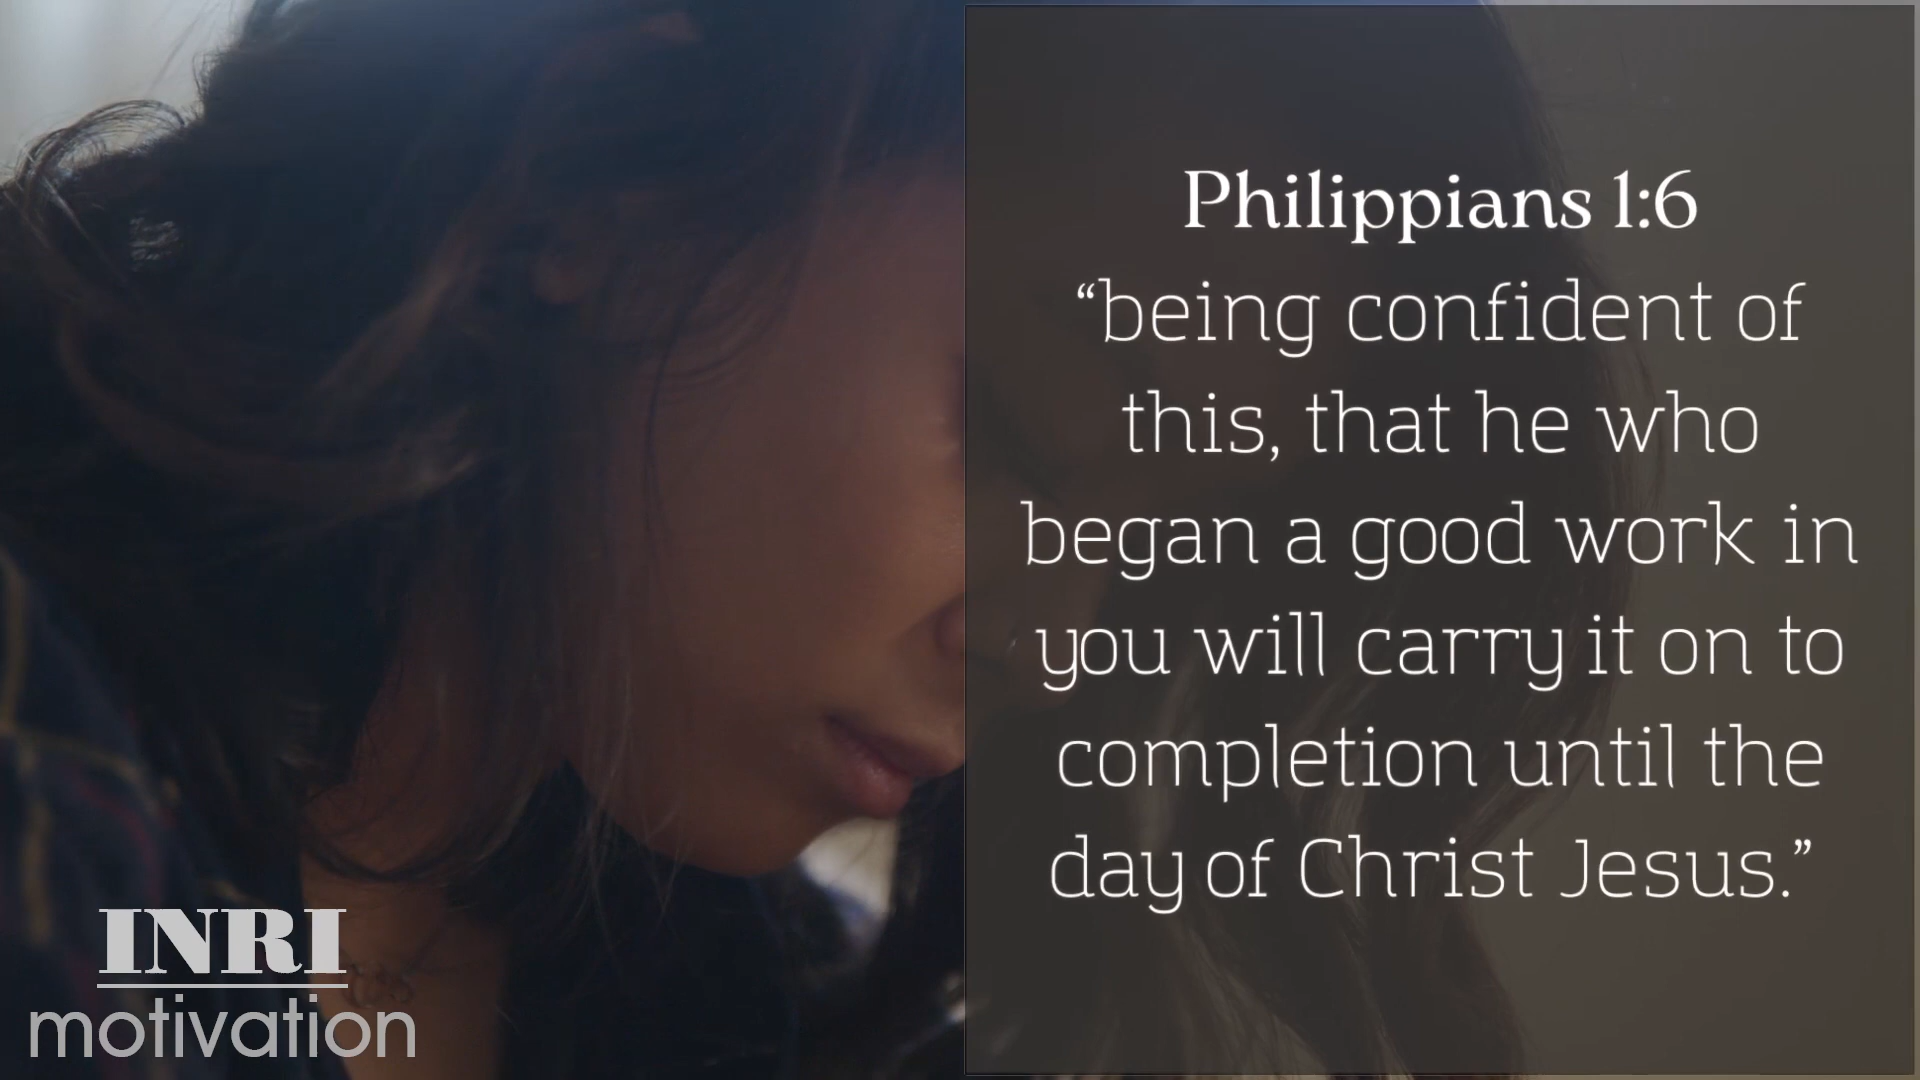 Philippians 1:6
“being confident of
this, that he who
began a good work in
you will carry it on to
completion until the
day of Christ Jesus.”
INRI
motivation